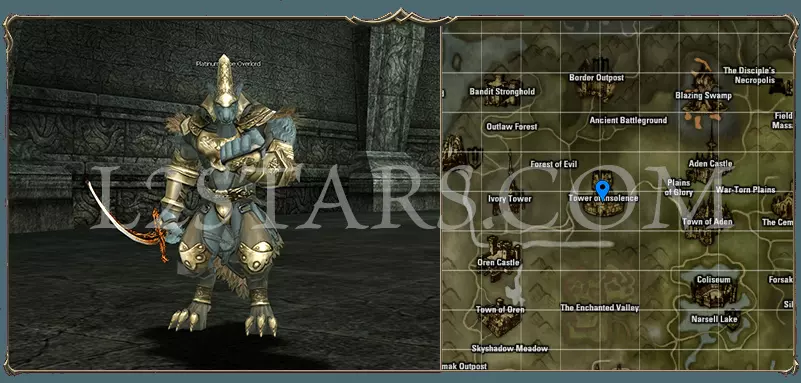 Platinum Tribe Overlord
L2STARS.COM
The Disciple's
Necropolis
Border Outpost
Bandit Stronghold
Blazing Swamp
Ancient Battleground
Outlaw Forest
Field
Massa
Forest of Evil
Aden Castle
Plains
of Glory
War-Torn Plains
Ivory Tower
Tower of Insolence
Town of Aden
The Cem
Oren Castle
Coliseum
Forsak
Town of Oren
The Enchanted Valley
Sil
Narsell Lake
Skyshadow Meadow
mak Outpost